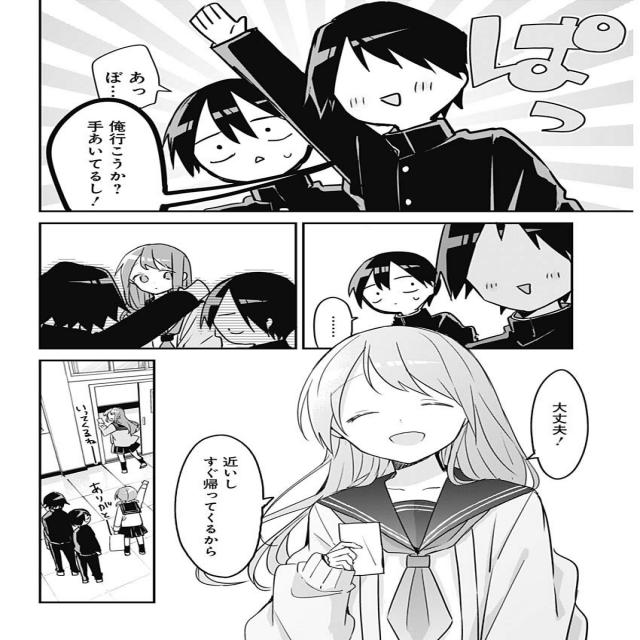 ぱっ
俺行こうか？
手あいてるし！
あっ
ぼ…
……
大丈夫！
近いし
すぐ帰ってくるから
いってくるねー
ありがと